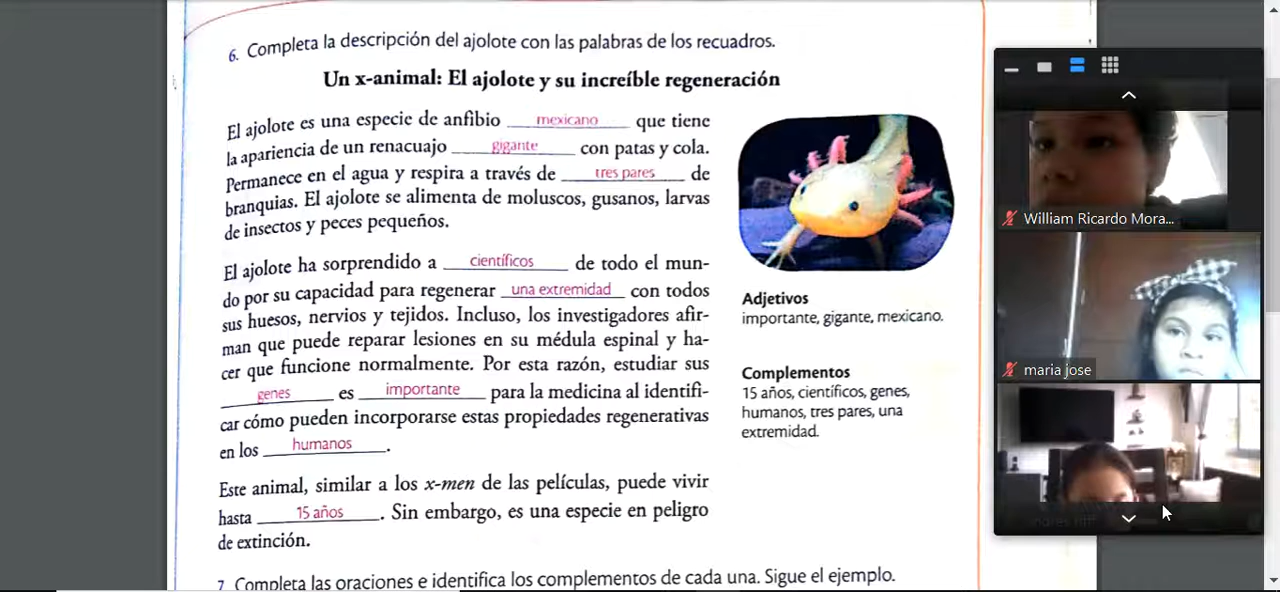 6. Completa la descripción del ajolote con las palabras de los recuadros.
Un x-animal: El ajolote y su increíble regeneración
El ajolote es una especie de anfibio mexicano que tiene
la apariencia de un renacuajo gigante con patas y cola.
Permanece en el agua y respira a través de tres pares de
branquias. El ajolote se alimenta de moluscos, gusanos, larvas
de insectos y peces pequeños.
El ajolote ha sorprendido a científicos de todo el mun-
do por su capacidad para regenerar una extremidad con todos
sus huesos, nervios y tejidos. Incluso, los investigadores afir-
man que puede reparar lesiones en su médula espinal y ha-
cer que funcione normalmente. Por esta razón, estudiar sus
genes es importante para la medicina al identifi-
car cómo pueden incorporarse estas propiedades regenerativas
en los humanos.
Este animal, similar a los x-men de las películas, puede vivir
hasta 15 años. Sin embargo, es una especie en peligro
de extinción.
7 Completa las oraciones e identifica los complementos de cada una. Sigue el ejemplo.
Adjetivos
importante, gigante, mexicano.
Complementos
15 años, científicos, genes,
humanos, tres pares, una
extremidad.
William Ricardo Mora...
maria jose